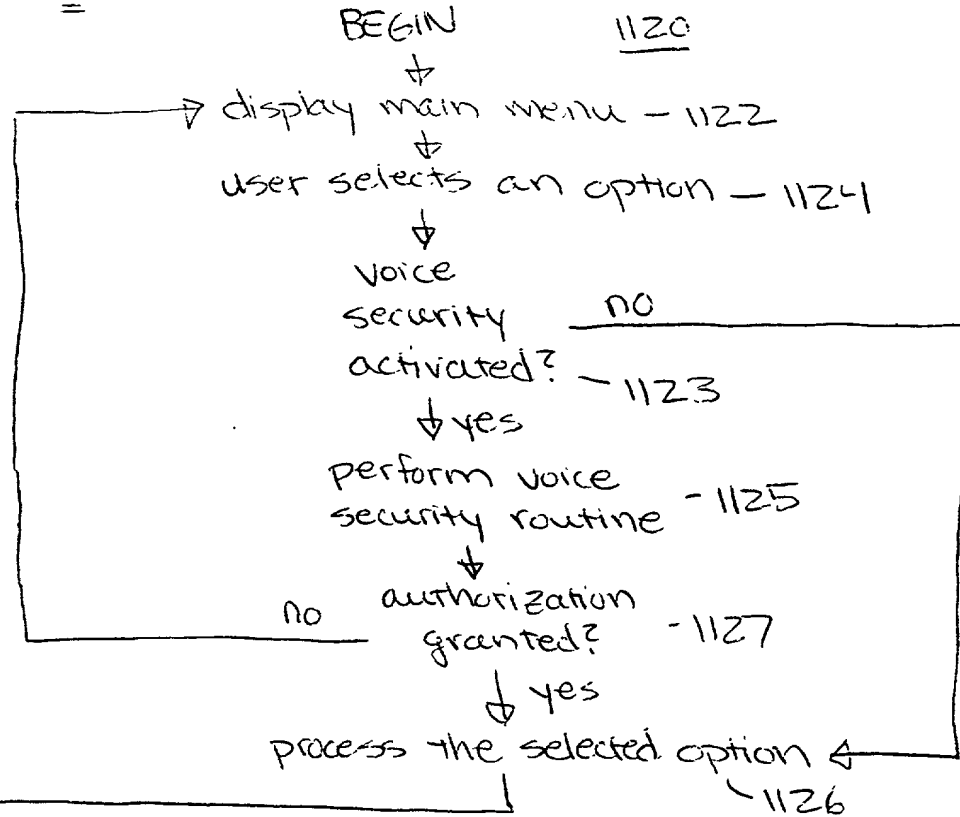 BEGIN 1120
display main menu - 1122
user selects an option - 1124
voice
security no
activated? - 1123
yes
perform voice
security routine - 1125
no authorization
granted? - 1127
yes
process the selected option
- 1126